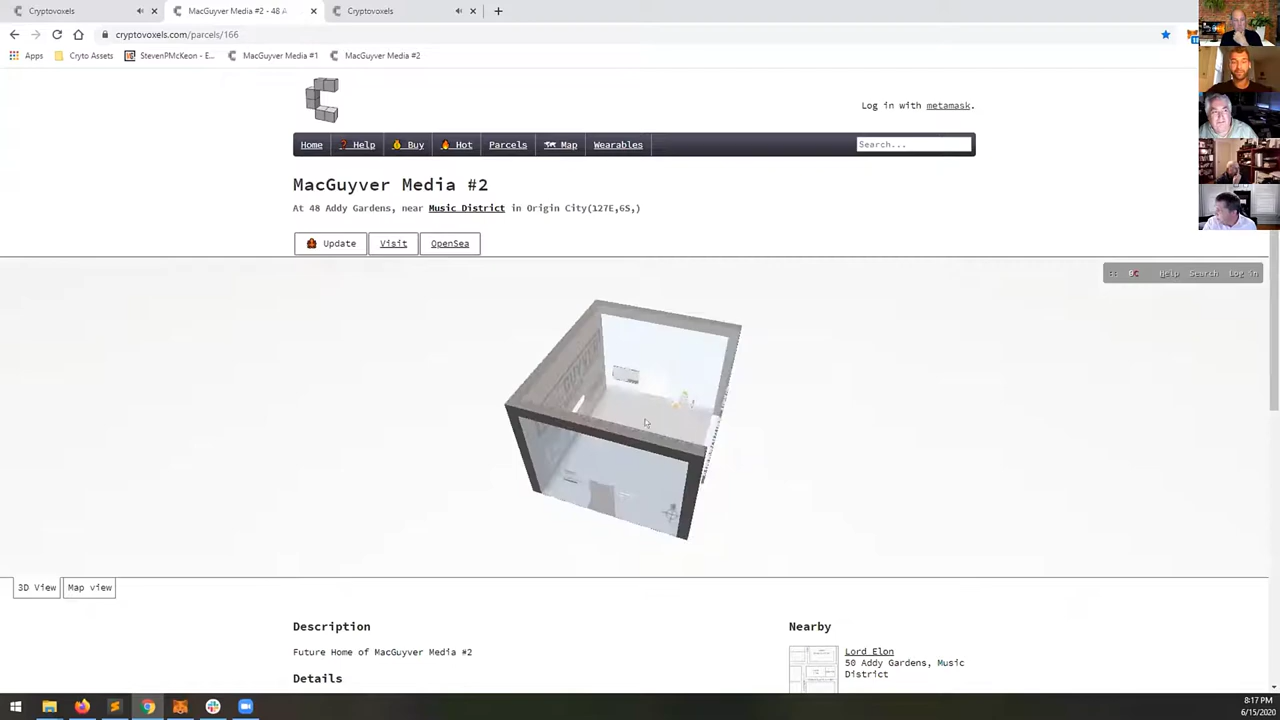 Cryptovoxels
MacGuyver Media #2 - 48 A
Cryptovoxels
cryptovoxels.com/parcels/166
Apps
Cryto Assets
StevenPMcKeon - E...
MacGuyver Media #1
MacGuyver Media #2
Log in with metamask.
Home
Help
Buy
Hot
Parcels
Map
Wearables
Search...
MacGuyver Media #2
At 48 Addy Gardens, near Music District in Origin City(127E,6S,)
Update
Visit
OpenSea
Help
Search
Log in
3D View
Map view
Description
Nearby
Future Home of MacGuyver Media #2
Lord Elon
50 Addy Gardens, Music
District
Details
8:17 PM
6/15/2020